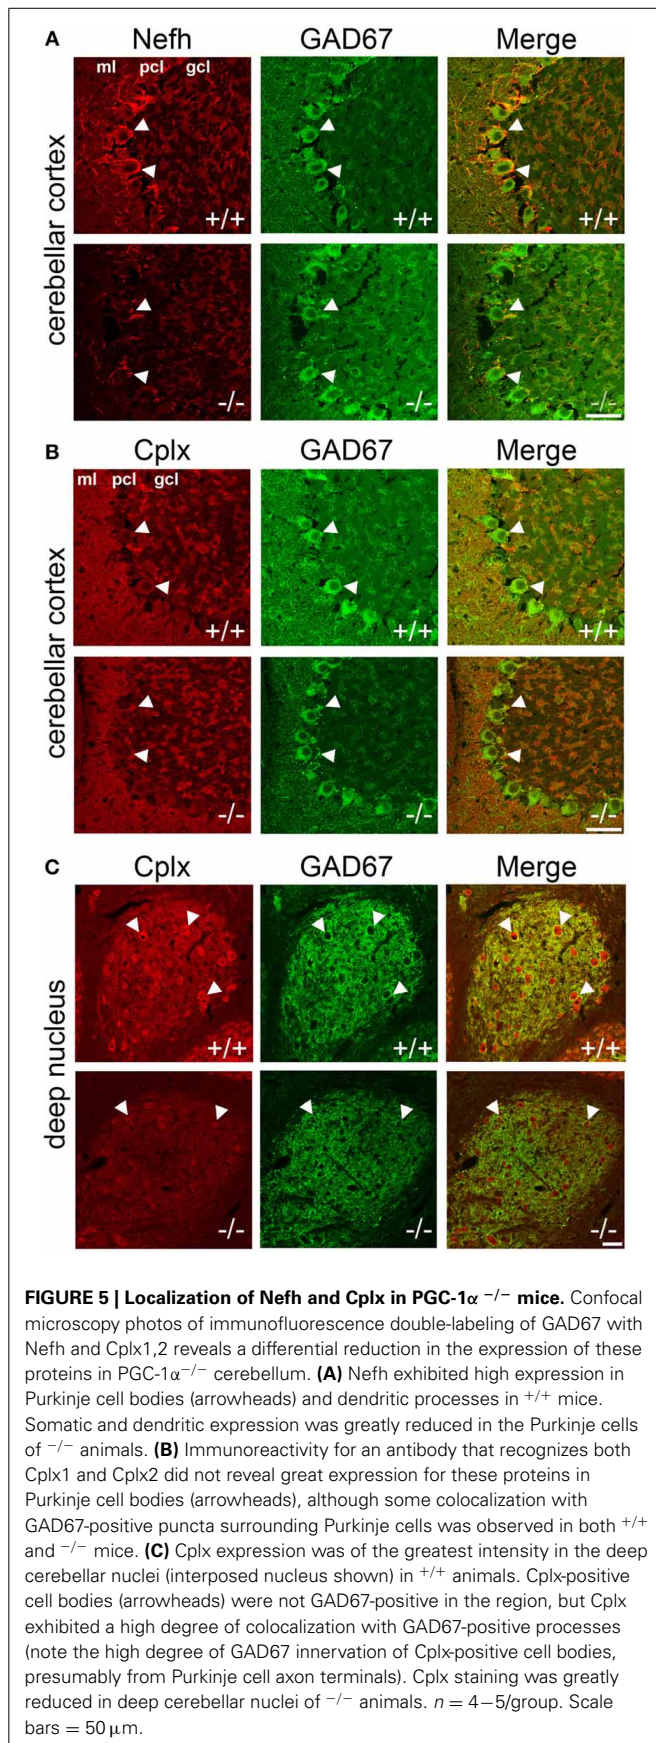 A Nefh GAD67 Merge
ml pcl gcl
cerebellar cortex
+/+ +/+ +/+
-/- -/- -/-
B Cplx GAD67 Merge
ml pcl gcl
cerebellar cortex
+/+ +/+ +/+
-/- -/- -/-
C Cplx GAD67 Merge
deep nucleus
+/+ +/+ +/+
-/- -/- -/-
FIGURE 5 | Localization of Nefh and Cplx in PGC-1α −/− mice. Confocal
microscopy photos of immunofluorescence double-labeling of GAD67 with
Nefh and Cplx1,2 reveals a differential reduction in the expression of these
proteins in PGC-1α−/− cerebellum. (A) Nefh exhibited high expression in
Purkinje cell bodies (arrowheads) and dendritic processes in +/+ mice.
Somatic and dendritic expression was greatly reduced in the Purkinje cells
of −/− animals. (B) Immunoreactivity for an antibody that recognizes both
Cplx1 and Cplx2 did not reveal great expression for these proteins in
Purkinje cell bodies (arrowheads), although some colocalization with
GAD67-positive puncta surrounding Purkinje cells was observed in both +/+
and −/− mice. (C) Cplx expression was of the greatest intensity in the deep
cerebellar nuclei (interposed nucleus shown) in +/+ animals. Cplx-positive
cell bodies (arrowheads) were not GAD67-positive in the region, but Cplx
exhibited a high degree of colocalization with GAD67-positive processes
(note the high degree of GAD67 innervation of Cplx-positive cell bodies,
presumably from Purkinje cell axon terminals). Cplx staining was greatly
reduced in deep cerebellar nuclei of −/− animals. n = 4−5/group. Scale
bars = 50 μm.